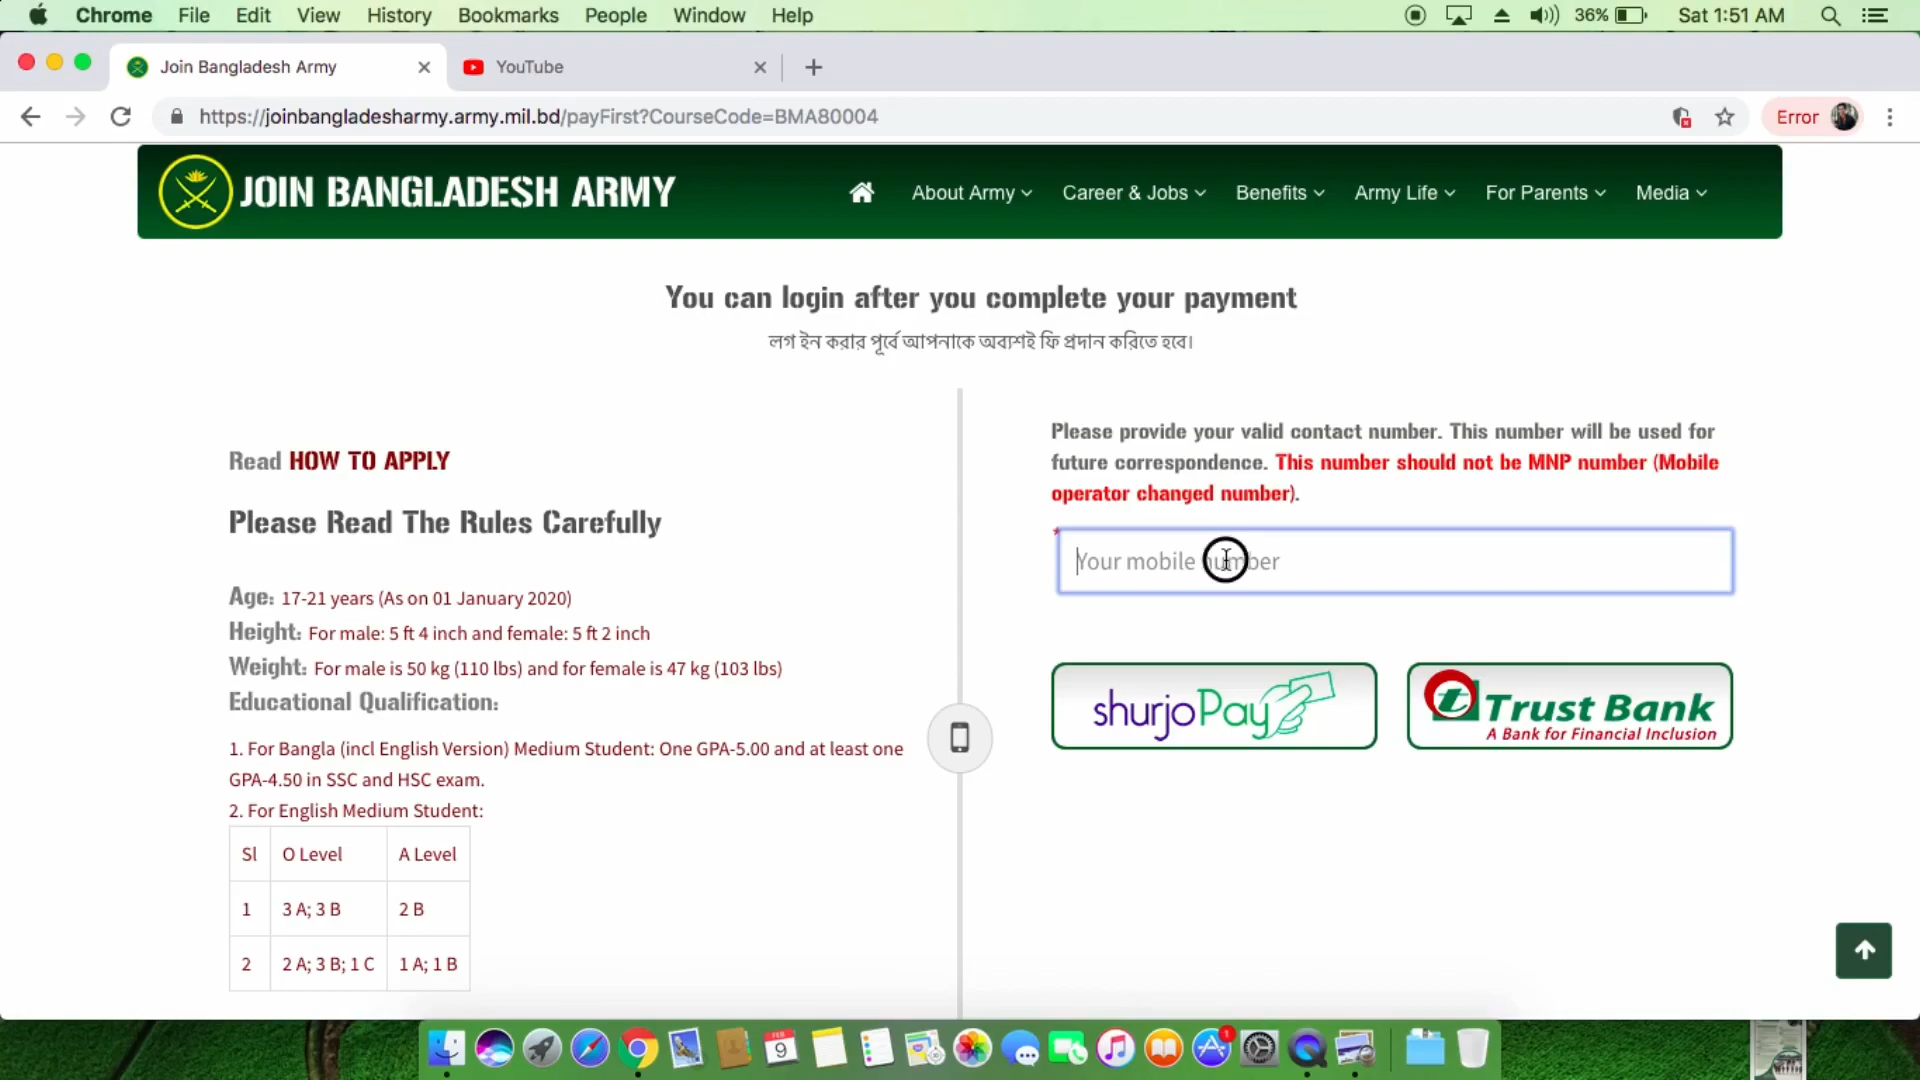 Chrome File Edit View History Bookmarks People Window Help 36% Sat 1:51 AM
Join Bangladesh Army YouTube
https://joinbangladesharmy.army.mil.bd/payFirst?CourseCode=BMA80004 Error
JOIN BANGLADESH ARMY About Army Career & Jobs Benefits Army Life For Parents Media
You can login after you complete your payment
লগ ইন করার পূর্বে আপনাকে অব্যশই ফি প্রদান করিতে হবে।
Please provide your valid contact number. This number will be used for
future correspondence. This number should not be MNP number (Mobile
operator changed number).
*
Your mobile number
shurjoPay
t Trust Bank
A Bank for Financial Inclusion
Read HOW TO APPLY
Please Read The Rules Carefully
Age: 17-21 years (As on 01 January 2020)
Height: For male: 5 ft 4 inch and female: 5 ft 2 inch
Weight: For male is 50 kg (110 lbs) and for female is 47 kg (103 lbs)
Educational Qualification:
1. For Bangla (incl English Version) Medium Student: One GPA-5.00 and at least one
GPA-4.50 in SSC and HSC exam.
2. For English Medium Student:
Sl O Level A Level
1 3 A; 3 B 2 B
2 2 A; 3 B; 1 C 1 A; 1 B
FEB
9
1